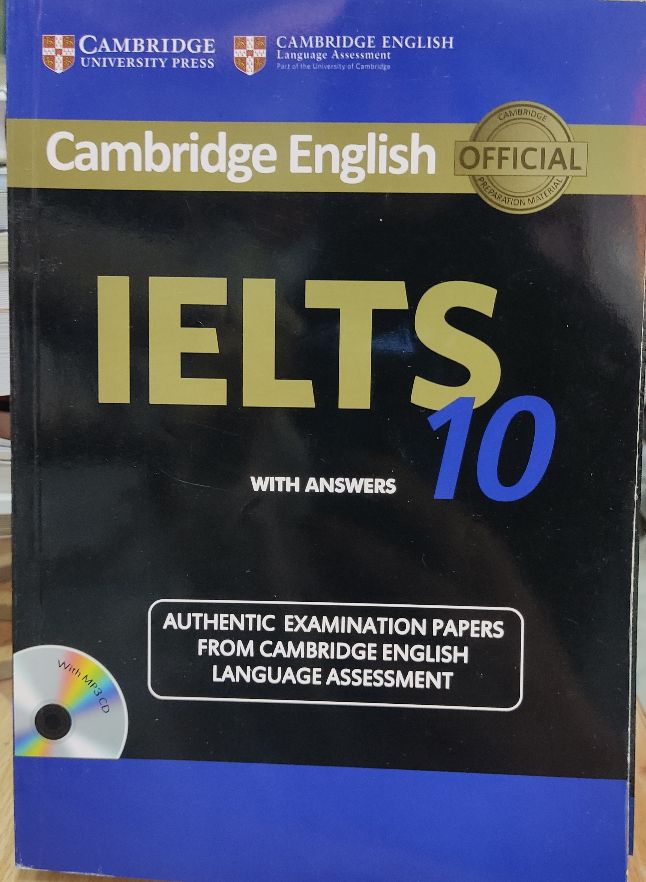 CAMBRIDGE
UNIVERSITY PRESS
CAMBRIDGE ENGLISH
Language Assessment
Part of the University of Cambridge
Cambridge English
CAMBRIDGE
OFFICIAL
PREPARATION MATERIAL
IELTS
10
WITH ANSWERS
AUTHENTIC EXAMINATION PAPERS
FROM CAMBRIDGE ENGLISH
LANGUAGE ASSESSMENT
With MP3 CD